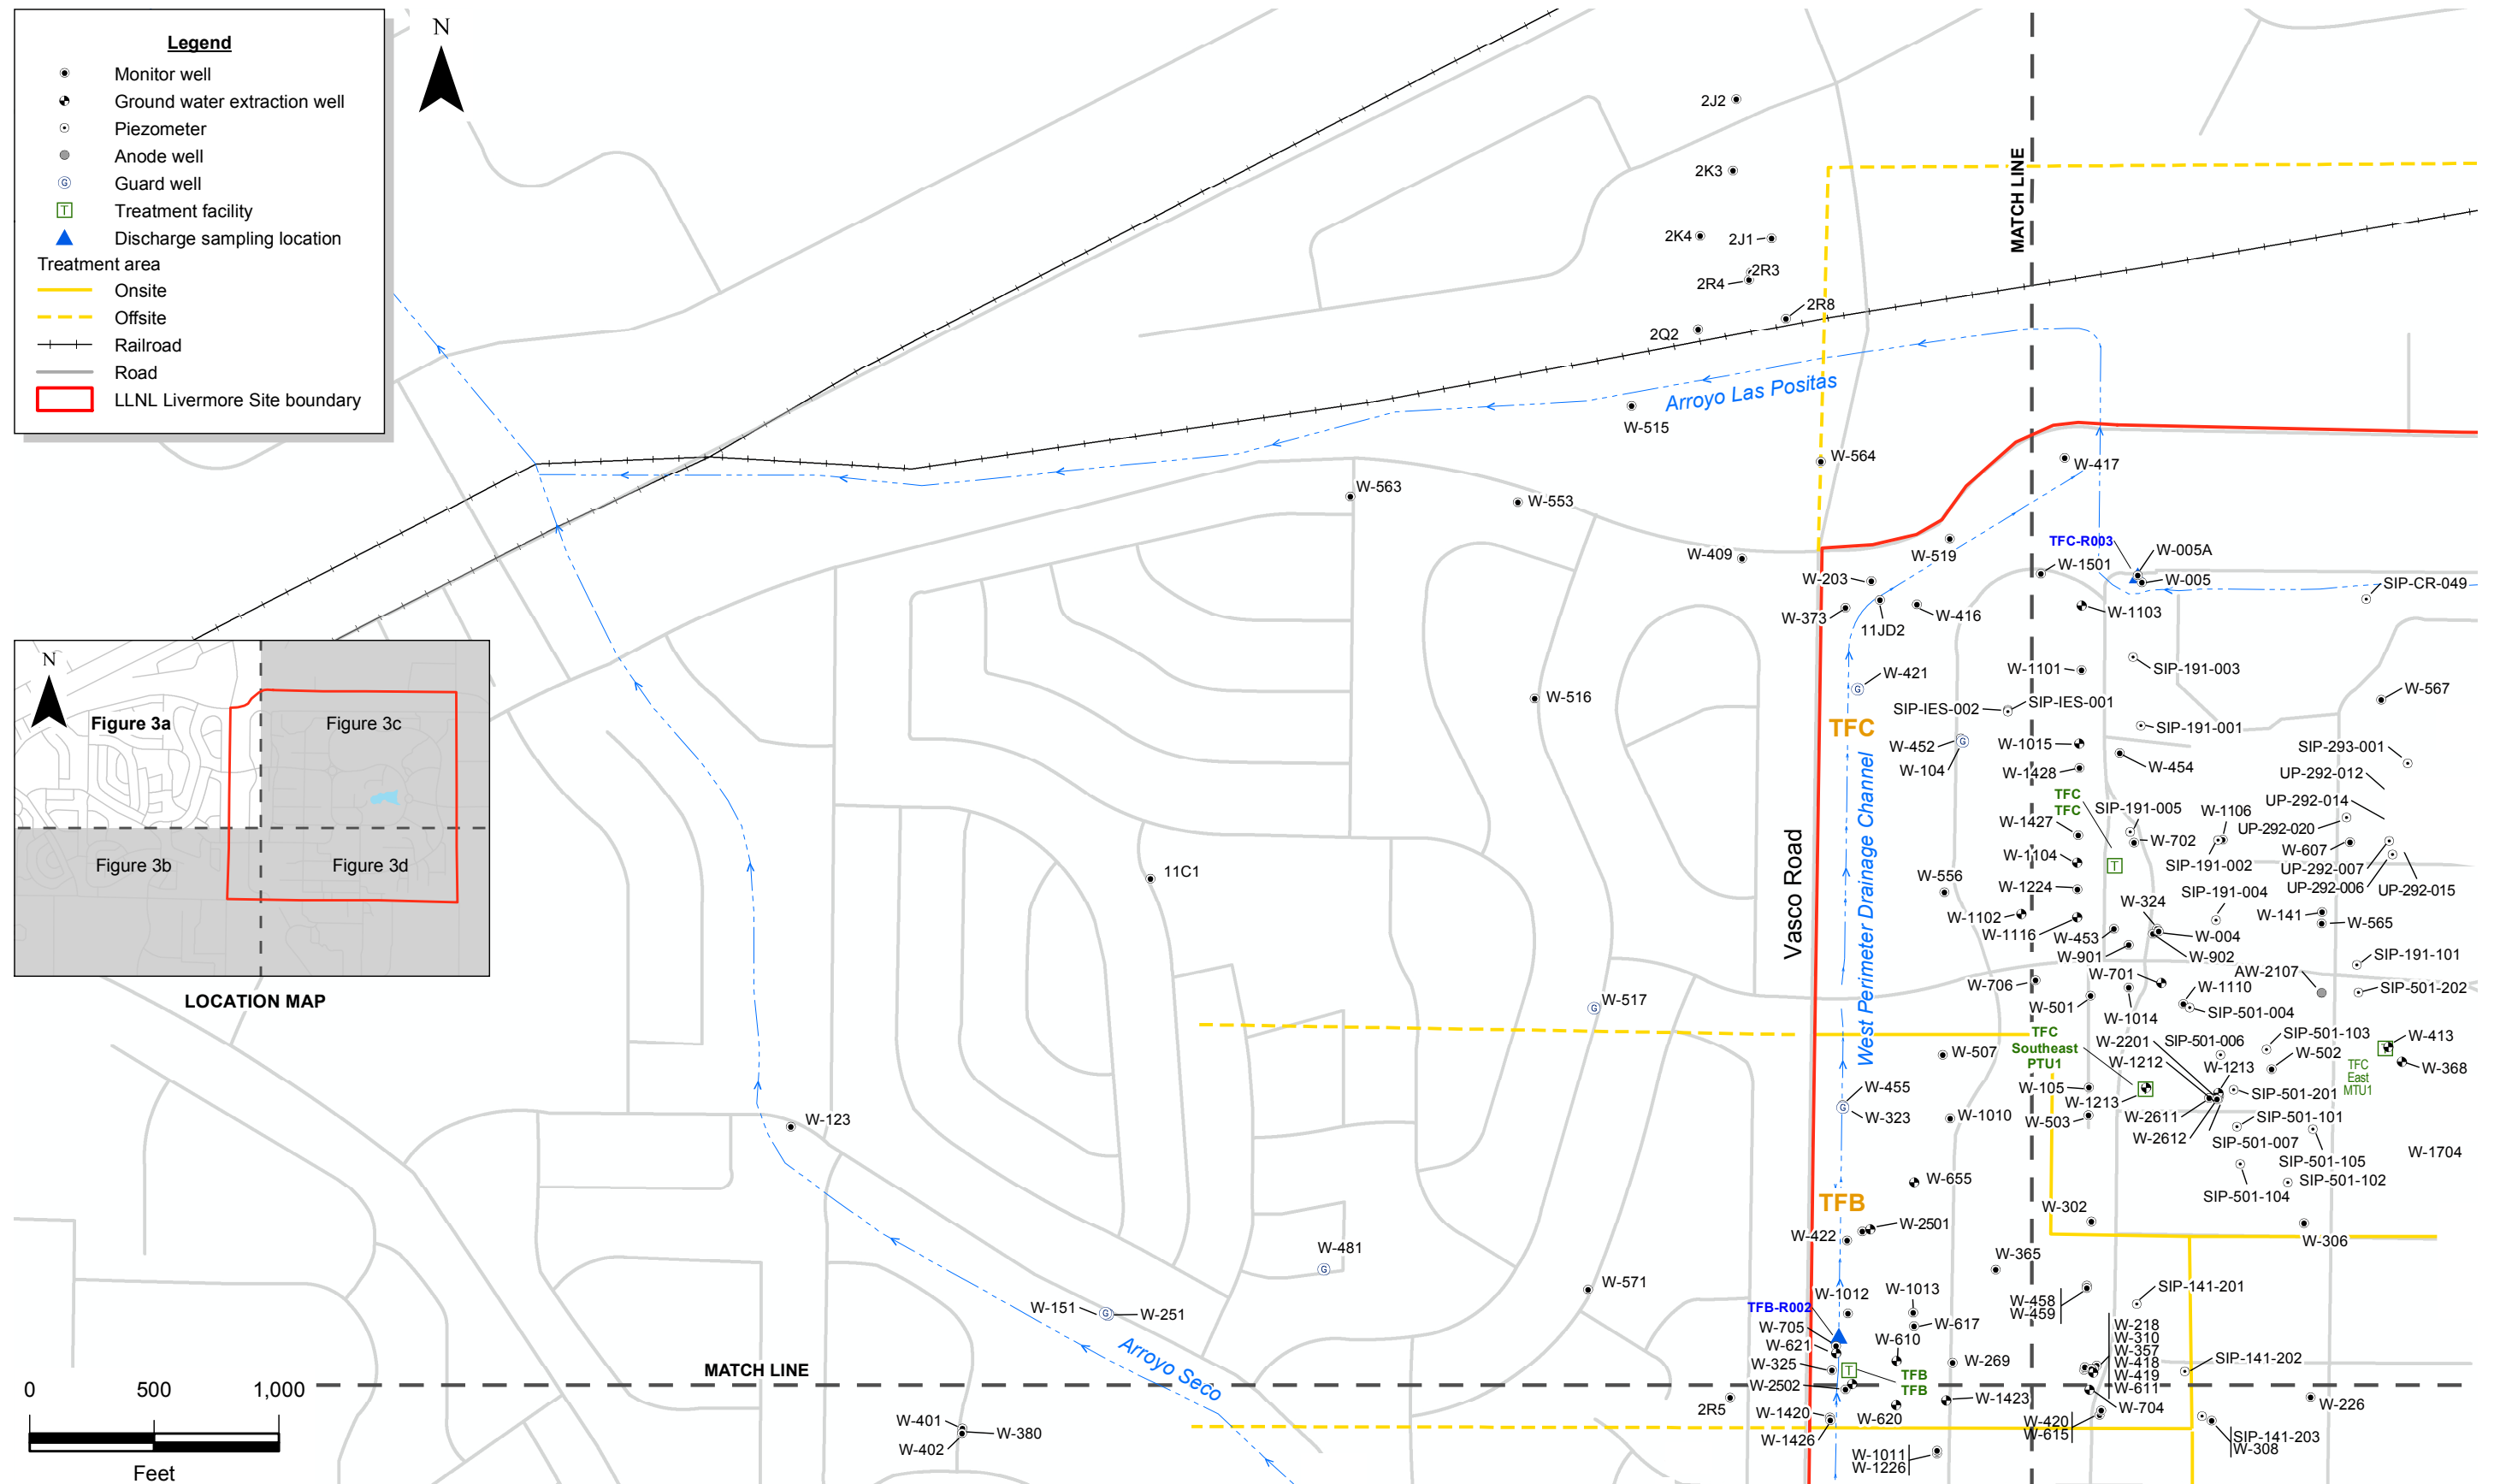 Legend
Monitor well
Ground water extraction well
Piezometer
Anode well
G
Guard well
T
Treatment facility
Discharge sampling location
Treatment area
Onsite
Offsite
Railroad
Road
LLNL Livermore Site boundary
N
2J2
2K3
2K4
2J1
2R3
2R4
2R8
2Q2
MATCH LINE
Arroyo Las Positas
W-515
W-564
W-417
W-563
W-553
W-409
W-519
W-203
W-373
11JD2
W-416
TFC-R003
W-005A
W-1501
W-005
SIP-CR-049
W-1103
W-1101
SIP-191-003
W-421
G
W-567
W-516
SIP-IES-002
SIP-IES-001
TFC
SIP-191-001
W-452
G
W-104
W-1015
SIP-293-001
W-1428
W-454
UP-292-012
TFC
TFC
SIP-191-005
W-1106
UP-292-014
W-1427
UP-292-020
W-702
W-607
W-1104
T
SIP-191-002
UP-292-007
UP-292-006
UP-292-015
W-556
W-1224
SIP-191-004
W-324
W-141
W-565
W-1102
W-1116
W-453
W-004
W-901
W-902
SIP-191-101
W-701
AW-2107
W-706
W-1110
SIP-501-202
W-501
SIP-501-004
W-1014
11C1
Vasco Road
West Perimeter Drainage Channel
W-517
G
TFC
Southeast
PTU1
W-2201
SIP-501-006
SIP-501-103
W-413
W-507
W-1212
W-1213
W-502
TFC
East
MTU1
W-368
W-105
W-1213
SIP-501-201
W-455
G
W-323
W-1010
W-503
W-2611
SIP-501-101
W-2612
SIP-501-007
W-1704
SIP-501-105
SIP-501-102
SIP-501-104
W-123
W-655
TFB
W-302
W-422
W-2501
W-306
W-481
G
W-365
W-571
W-1012
W-1013
SIP-141-201
W-458
W-459
W-151
G
W-251
TFB-R002
W-705
W-617
W-218
W-310
W-357
W-418
W-419
W-611
W-621
W-610
W-325
T
W-269
SIP-141-202
TFB
TFB
W-2502
MATCH LINE
Arroyo Seco
2R5
W-1420
W-620
W-1423
W-704
W-226
W-420
W-615
W-1426
SIP-141-203
W-308
W-1011
W-1226
W-401
W-380
W-402
N
Figure 3a
Figure 3c
Figure 3b
Figure 3d
LOCATION MAP
0 500 1,000
Feet